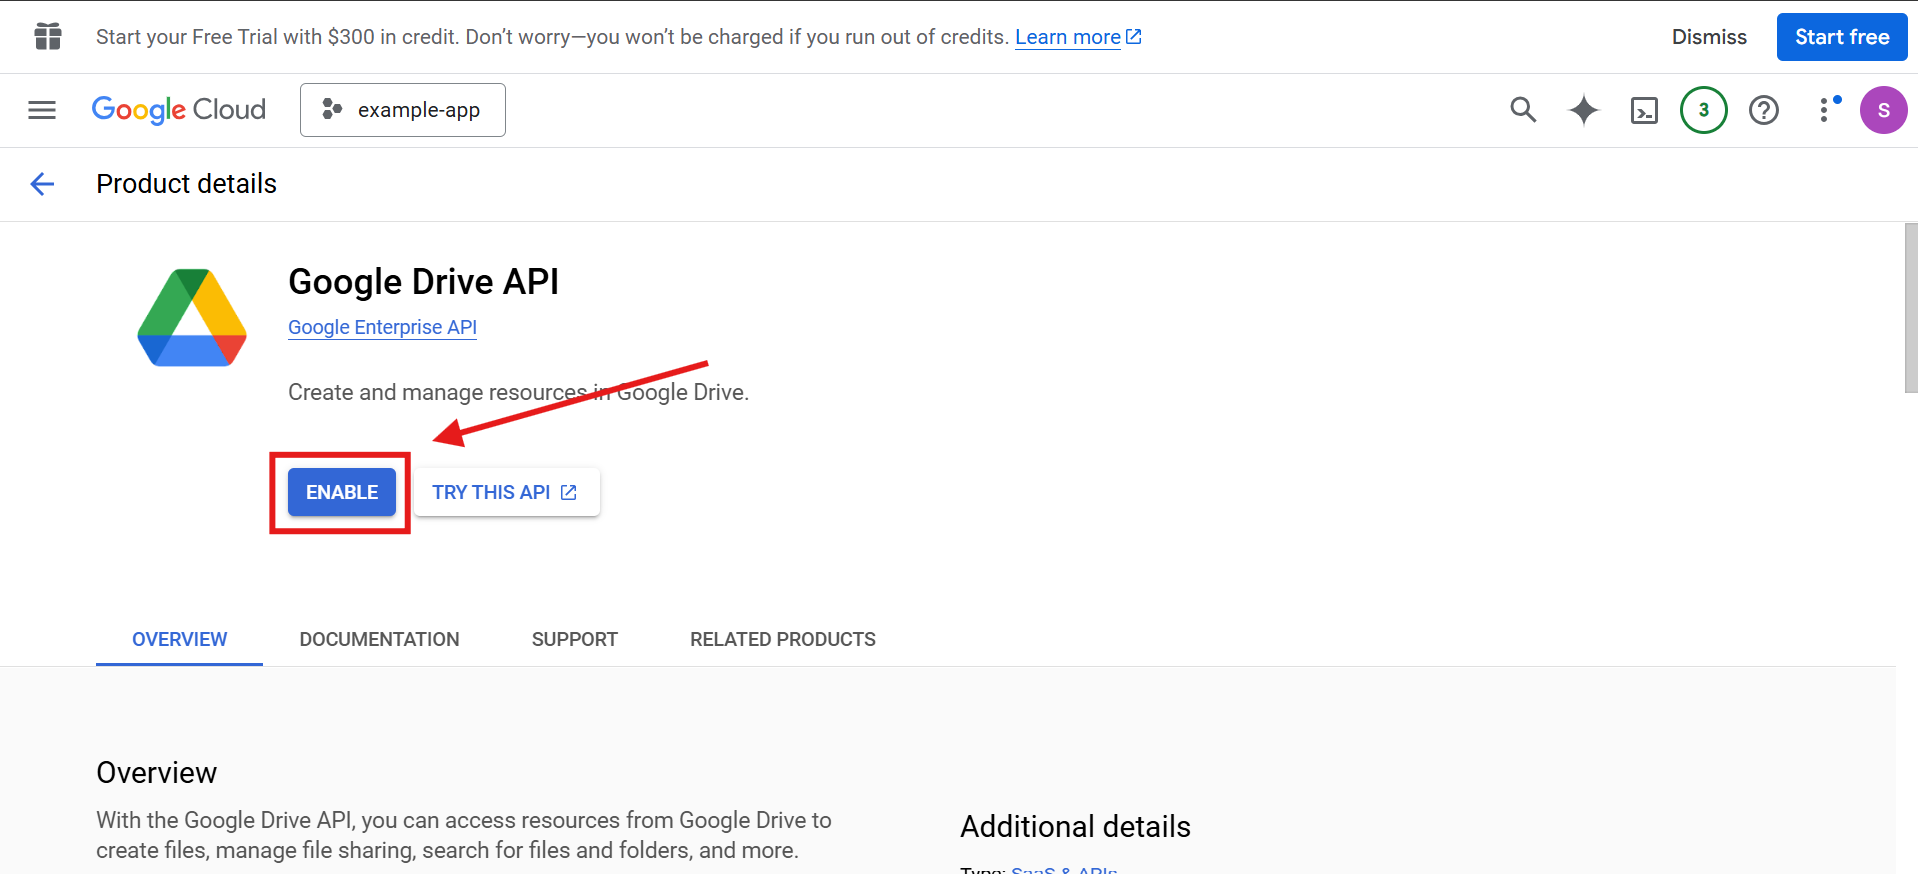 Start your Free Trial with $300 in credit. Don’t worry—you won’t be charged if you run out of credits. Learn more
Dismiss
Start free
Google Cloud
example-app
3
S
Product details
Google Drive API
Google Enterprise API
Create and manage resources in Google Drive.
ENABLE
TRY THIS API
OVERVIEW
DOCUMENTATION
SUPPORT
RELATED PRODUCTS
Overview
With the Google Drive API, you can access resources from Google Drive to
create files, manage file sharing, search for files and folders, and more.
Additional details
Type: SaaS & APIs